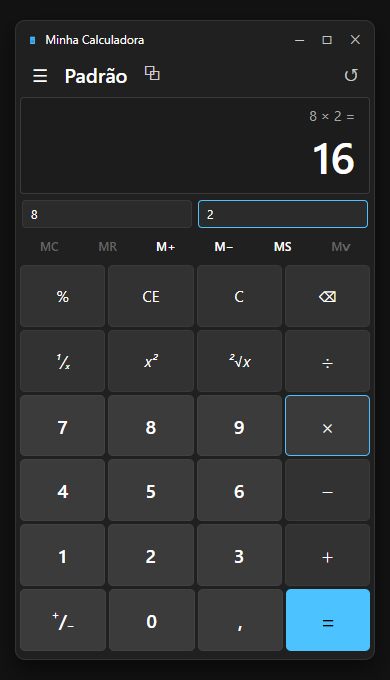 Minha Calculadora
☰ Padrão
8 × 2 =
16
8 2
MC MR M+ M− MS M˅
% CE C ⌫
¹⁄ₓ x² ²√x ÷
7 8 9 ×
4 5 6 −
1 2 3 +
⁺/₋ 0 , =